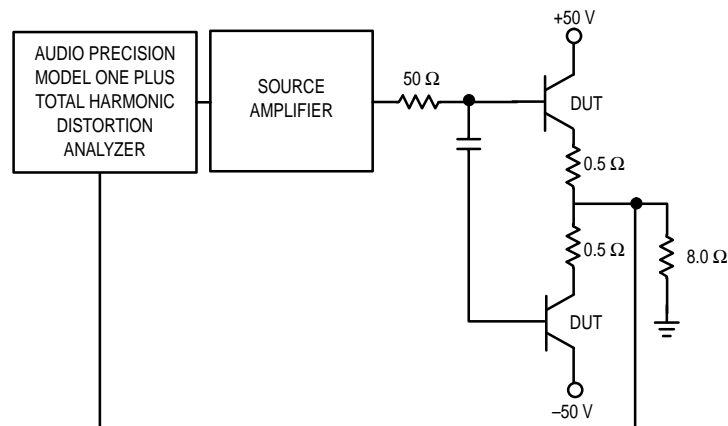 +50 V
AUDIO PRECISION
MODEL ONE PLUS
TOTAL HARMONIC
DISTORTION
ANALYZER
SOURCE
AMPLIFIER
50 Ω
DUT
0.5 Ω
0.5 Ω
8.0 Ω
DUT
–50 V